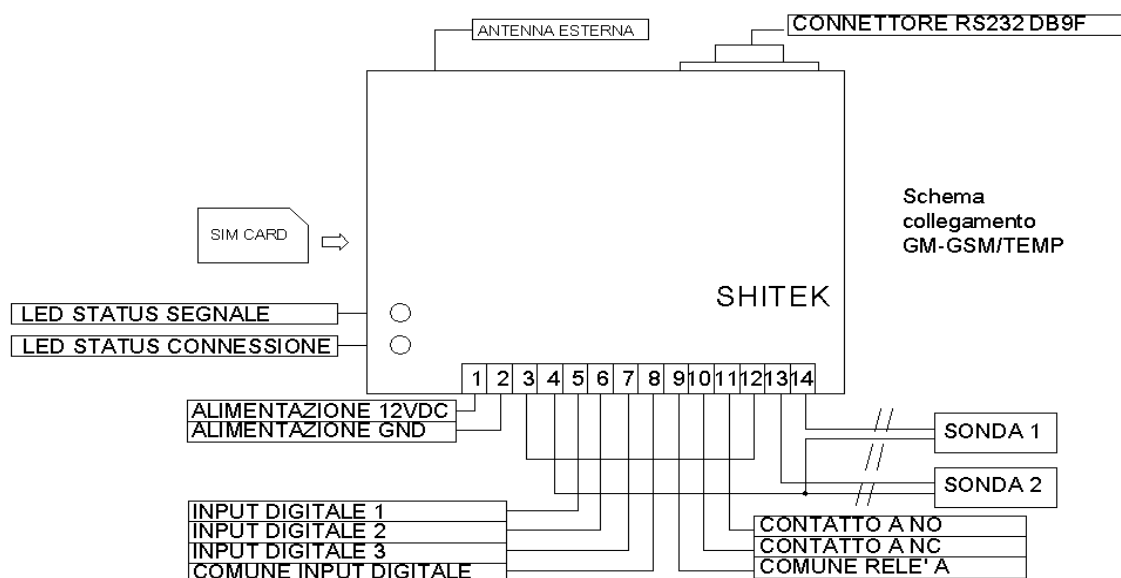 ANTENNA ESTERNA
CONNETTORE RS232 DB9F
SIM CARD
Schema
collegamento
GM-GSM/TEMP
SHITEK
LED STATUS SEGNALE
LED STATUS CONNESSIONE
1 2 3 4 5 6 7 8 9 10 11 12 13 14
ALIMENTAZIONE 12VDC
ALIMENTAZIONE GND
SONDA 1
SONDA 2
INPUT DIGITALE 1
INPUT DIGITALE 2
INPUT DIGITALE 3
COMUNE INPUT DIGITALE
CONTATTO A NO
CONTATTO A NC
COMUNE RELE' A